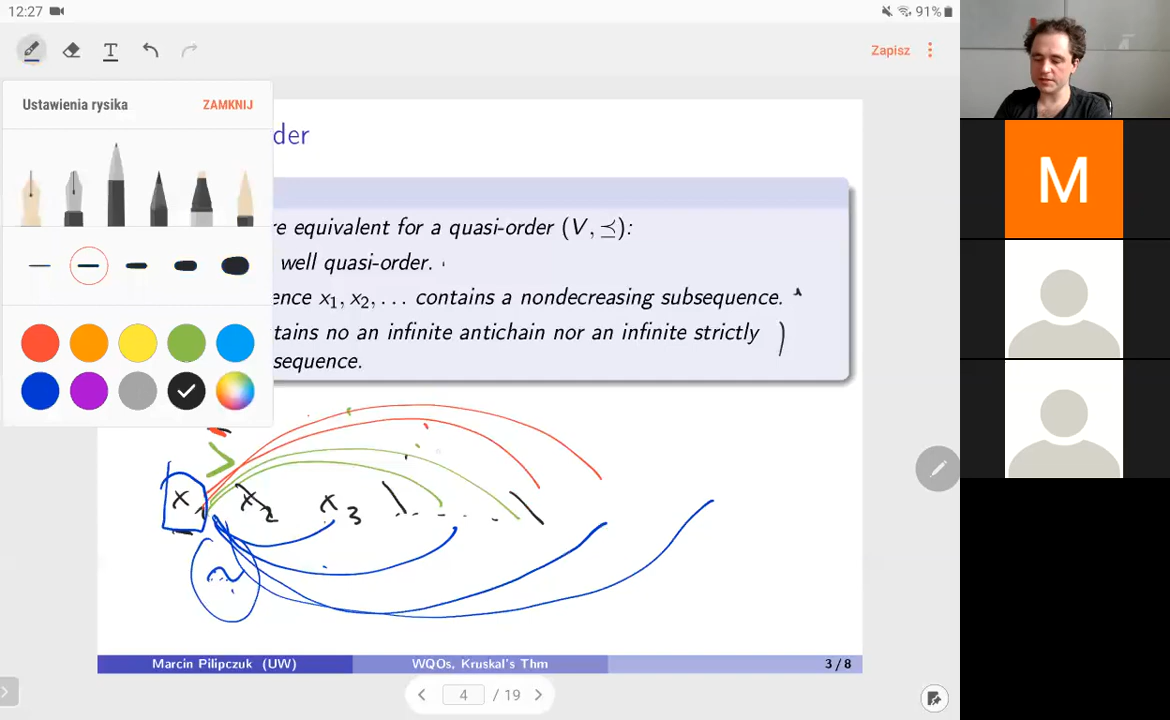 12:27
91%
T
Zapisz
Ustawienia rysika
ZAMKNIJ
der
re equivalent for a quasi-order (V, ⪯):
well quasi-order.
ence x₁, x₂, ... contains a nondecreasing subsequence.
tains no an infinite antichain nor an infinite strictly
sequence.
>
x₁ x₂ x₃ . . . . .
~
Marcin Pilipczuk (UW)
WQOs, Kruskal's Thm
3 / 8
4 / 19
M